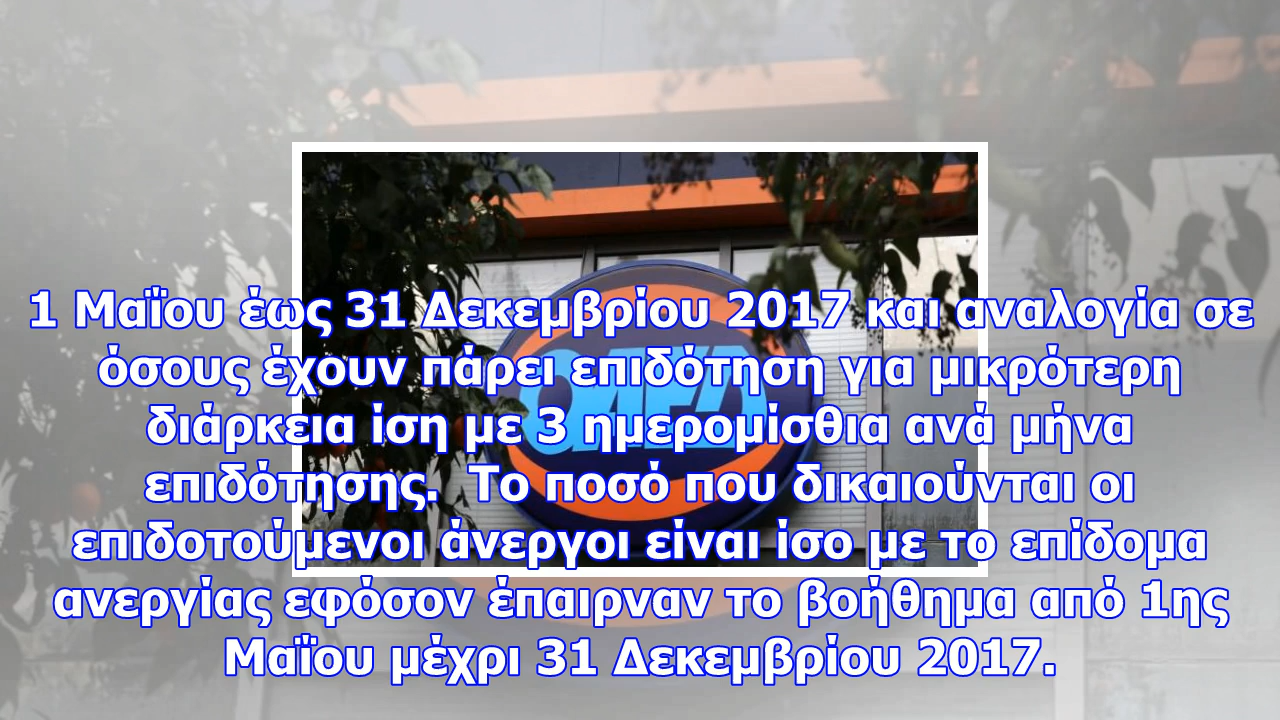 1 Μαΐου έως 31 Δεκεμβρίου 2017 και αναλογία σε
όσους έχουν πάρει επιδότηση για μικρότερη
διάρκεια ίση με 3 ημερομίσθια ανά μήνα
επιδότησης. Το ποσό που δικαιούνται οι
επιδοτούμενοι άνεργοι είναι ίσο με το επίδομα
ανεργίας εφόσον έπαιρναν το βοήθημα από 1ης
Μαΐου μέχρι 31 Δεκεμβρίου 2017.
ΟΑΕΔ